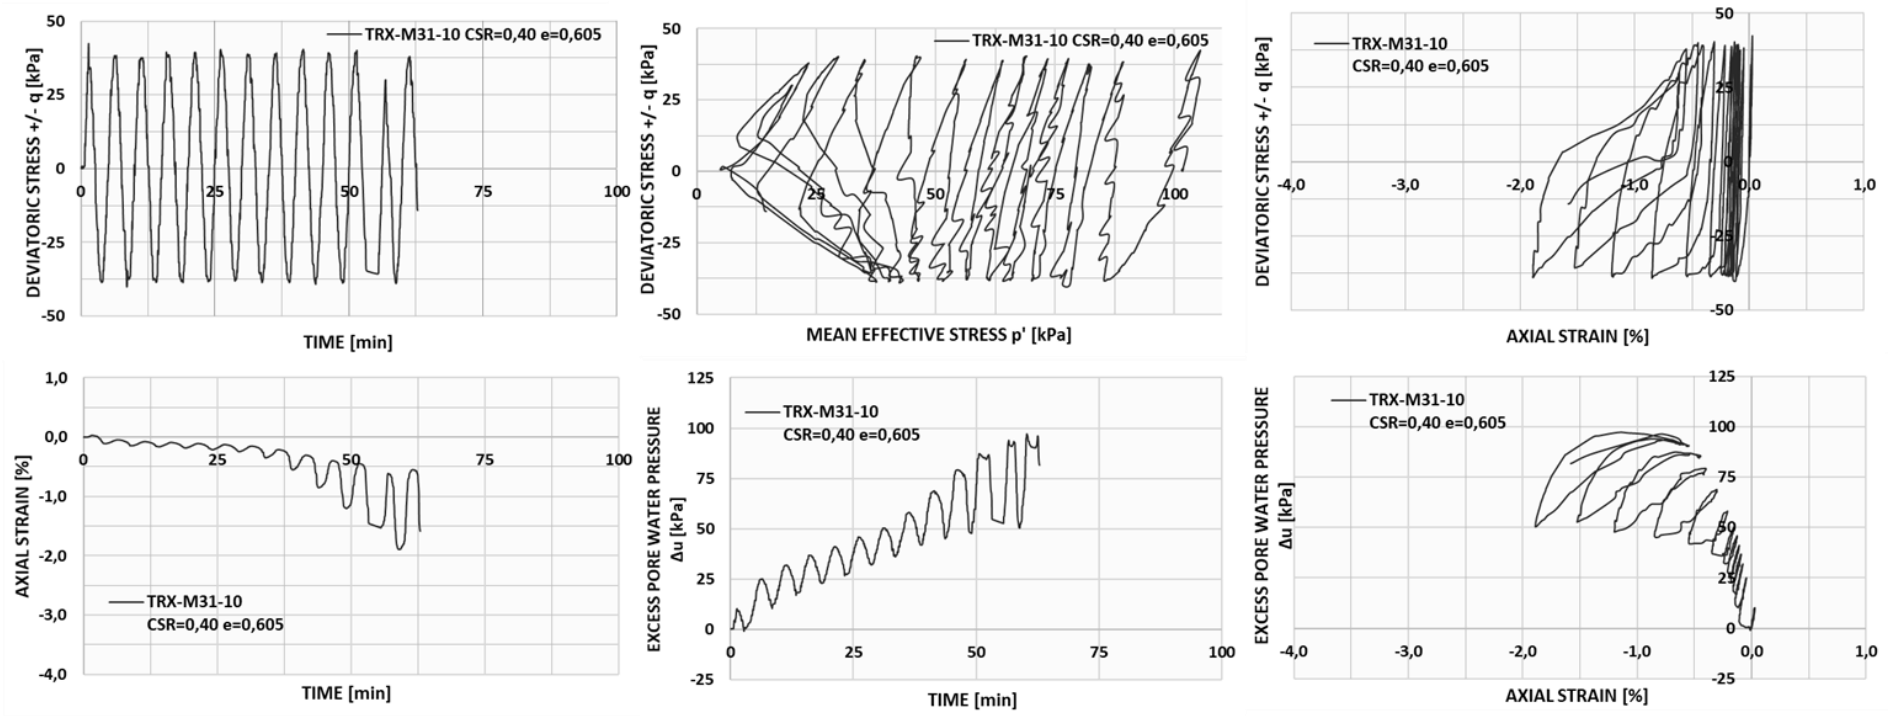 DEVIATORIC STRESS +/- q [kPa]
50
25
0
-25
-50
TRX-M31-10 CSR=0,40 e=0,605
0
25
50
75
100
TIME [min]
DEVIATORIC STRESS +/- q [kPa]
50
25
0
-25
-50
TRX-M31-10 CSR=0,40 e=0,605
0
25
50
75
100
MEAN EFFECTIVE STRESS p' [kPa]
DEVIATORIC STRESS +/- q [kPa]
50
25
0
-25
-50
TRX-M31-10
CSR=0,40 e=0,605
-4,0
-3,0
-2,0
-1,0
0,0
1,0
AXIAL STRAIN [%]
AXIAL STRAIN [%]
1,0
0,0
-1,0
-2,0
-3,0
-4,0
0
25
50
75
100
TRX-M31-10
CSR=0,40 e=0,605
TIME [min]
EXCESS PORE WATER PRESSURE
Δu [kPa]
125
100
75
50
25
0
-25
TRX-M31-10
CSR=0,40 e=0,605
0
25
50
75
100
TIME [min]
EXCESS PORE WATER PRESSURE
Δu [kPa]
125
100
75
50
25
0
-25
TRX-M31-10
CSR=0,40 e=0,605
-4,0
-3,0
-2,0
-1,0
0,0
1,0
AXIAL STRAIN [%]